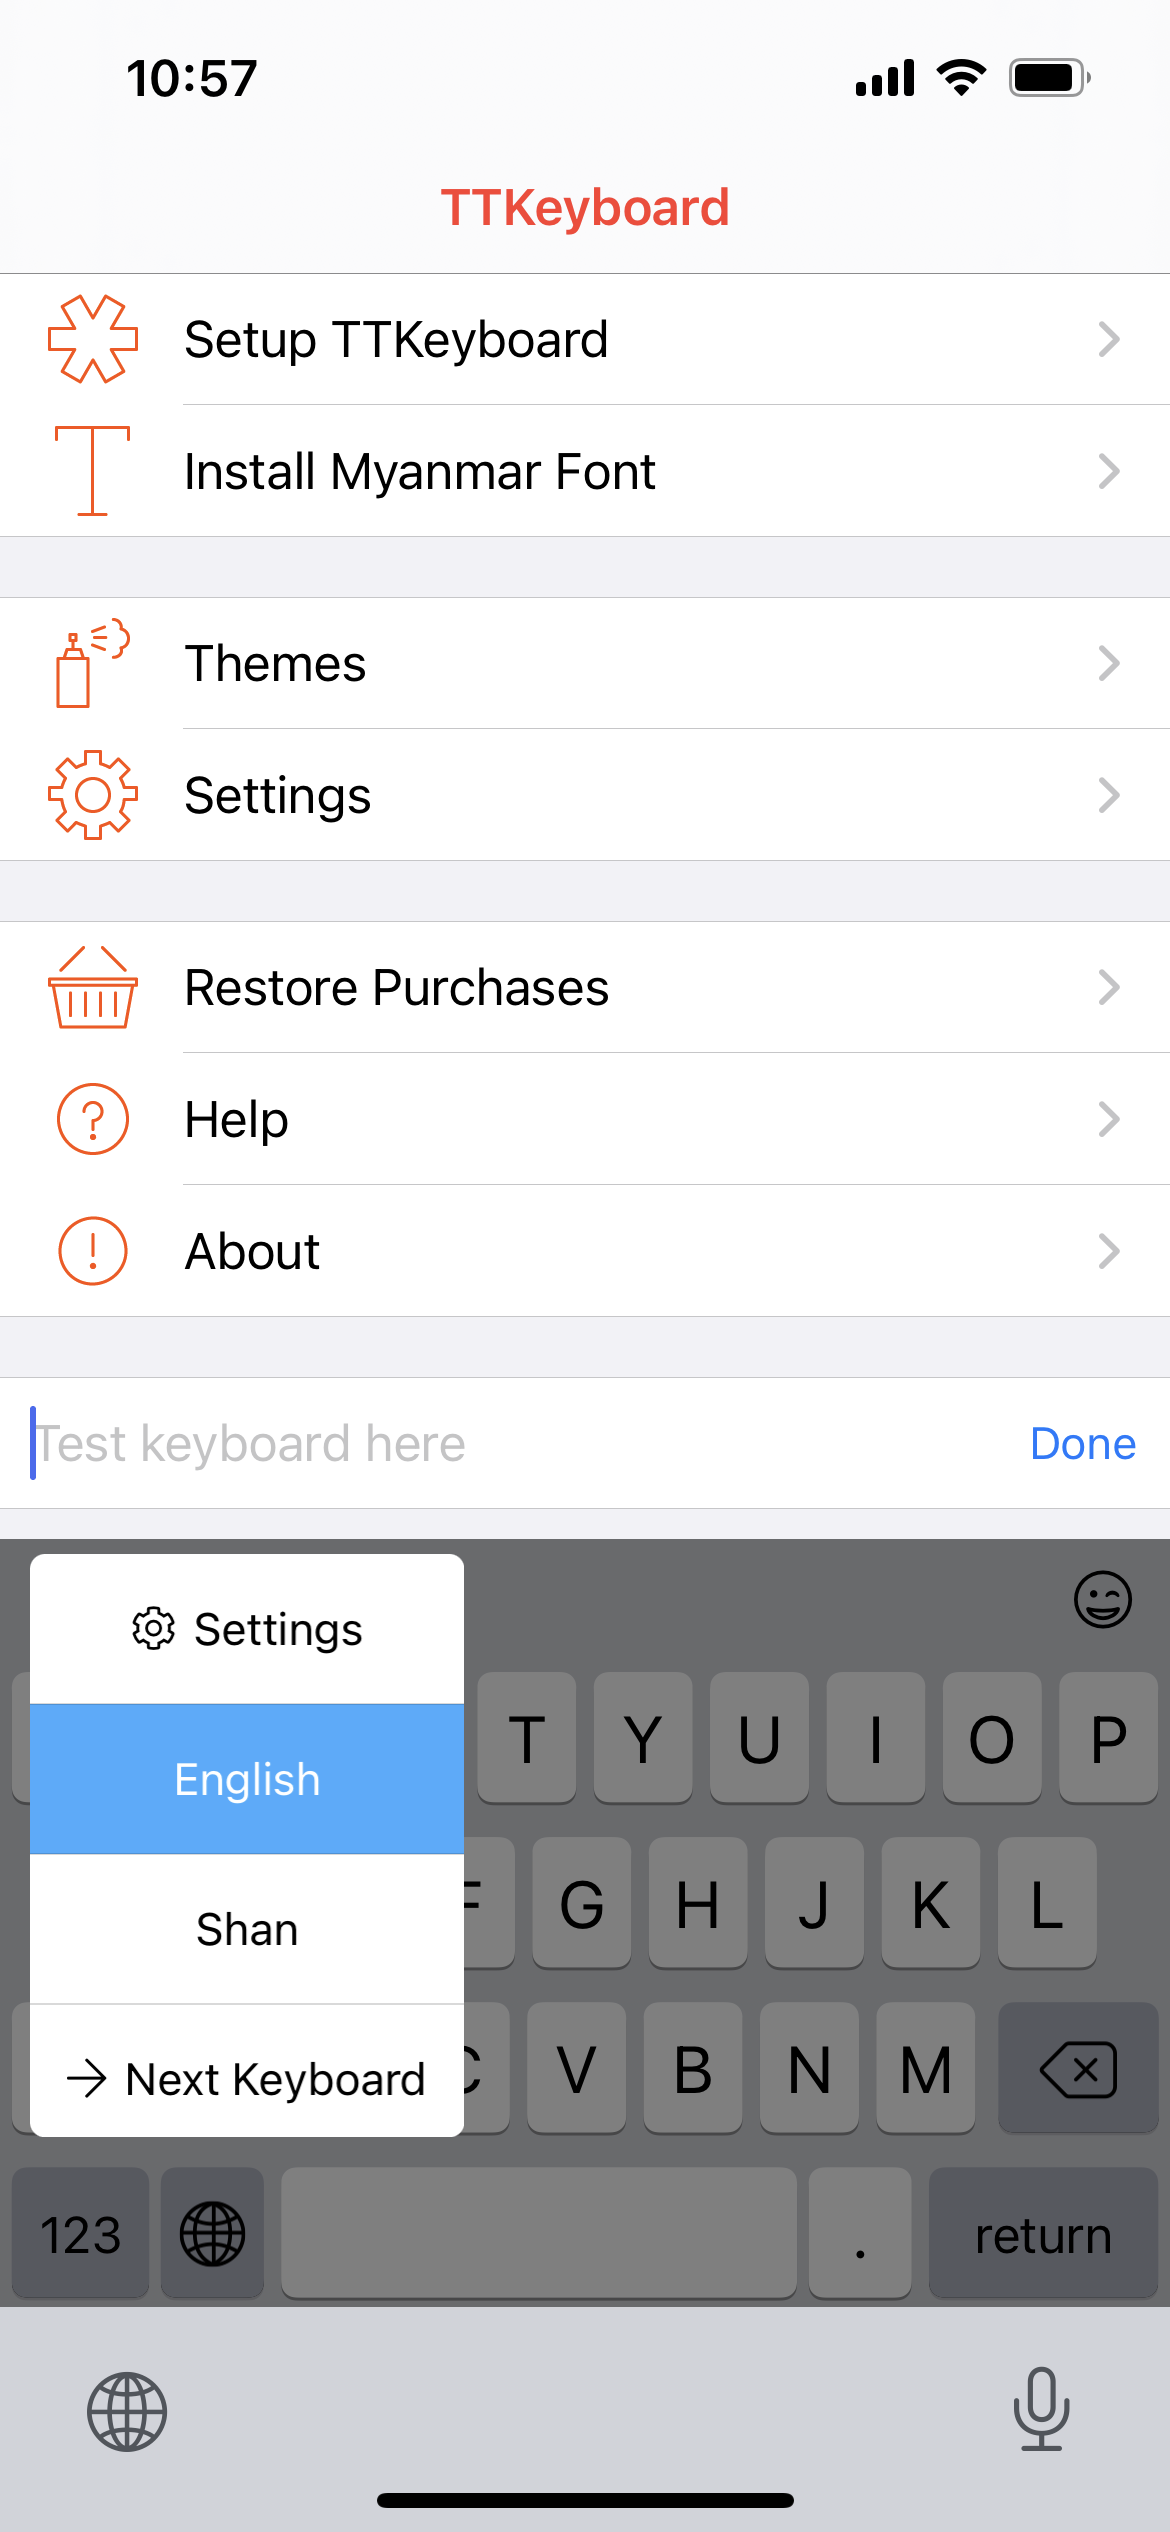 10:57
TTKeyboard
Setup TTKeyboard
Install Myanmar Font
Themes
Settings
Restore Purchases
Help
About
Test keyboard here Done
Settings
English
Shan
Next Keyboard
T Y U I O P
F G H J K L
C V B N M
123 . return